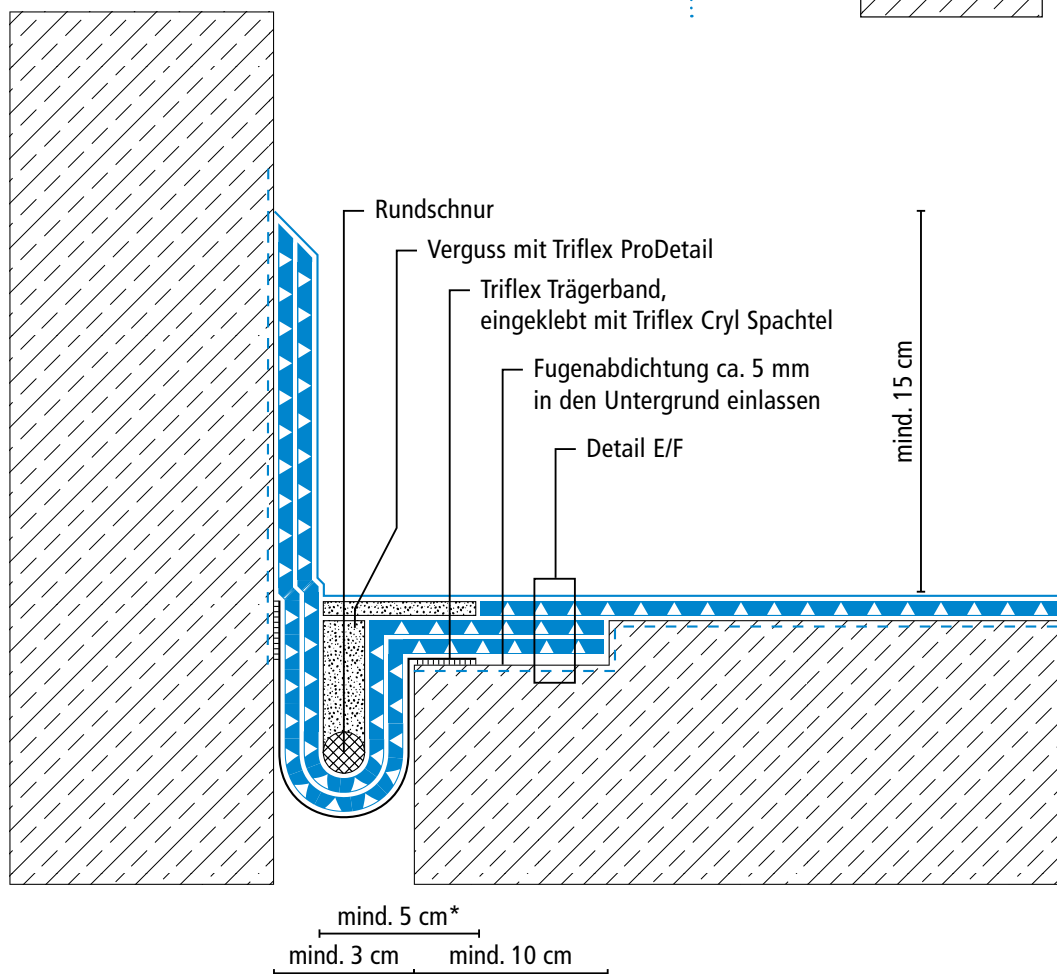 Rundschnur
Verguss mit Triflex ProDetail
Triflex Trägerband,
eingeklebt mit Triflex Cryl Spachtel
Fugenabdichtung ca. 5 mm
in den Untergrund einlassen
Detail E/F
mind. 15 cm
mind. 5 cm*
mind. 3 cm
mind. 10 cm